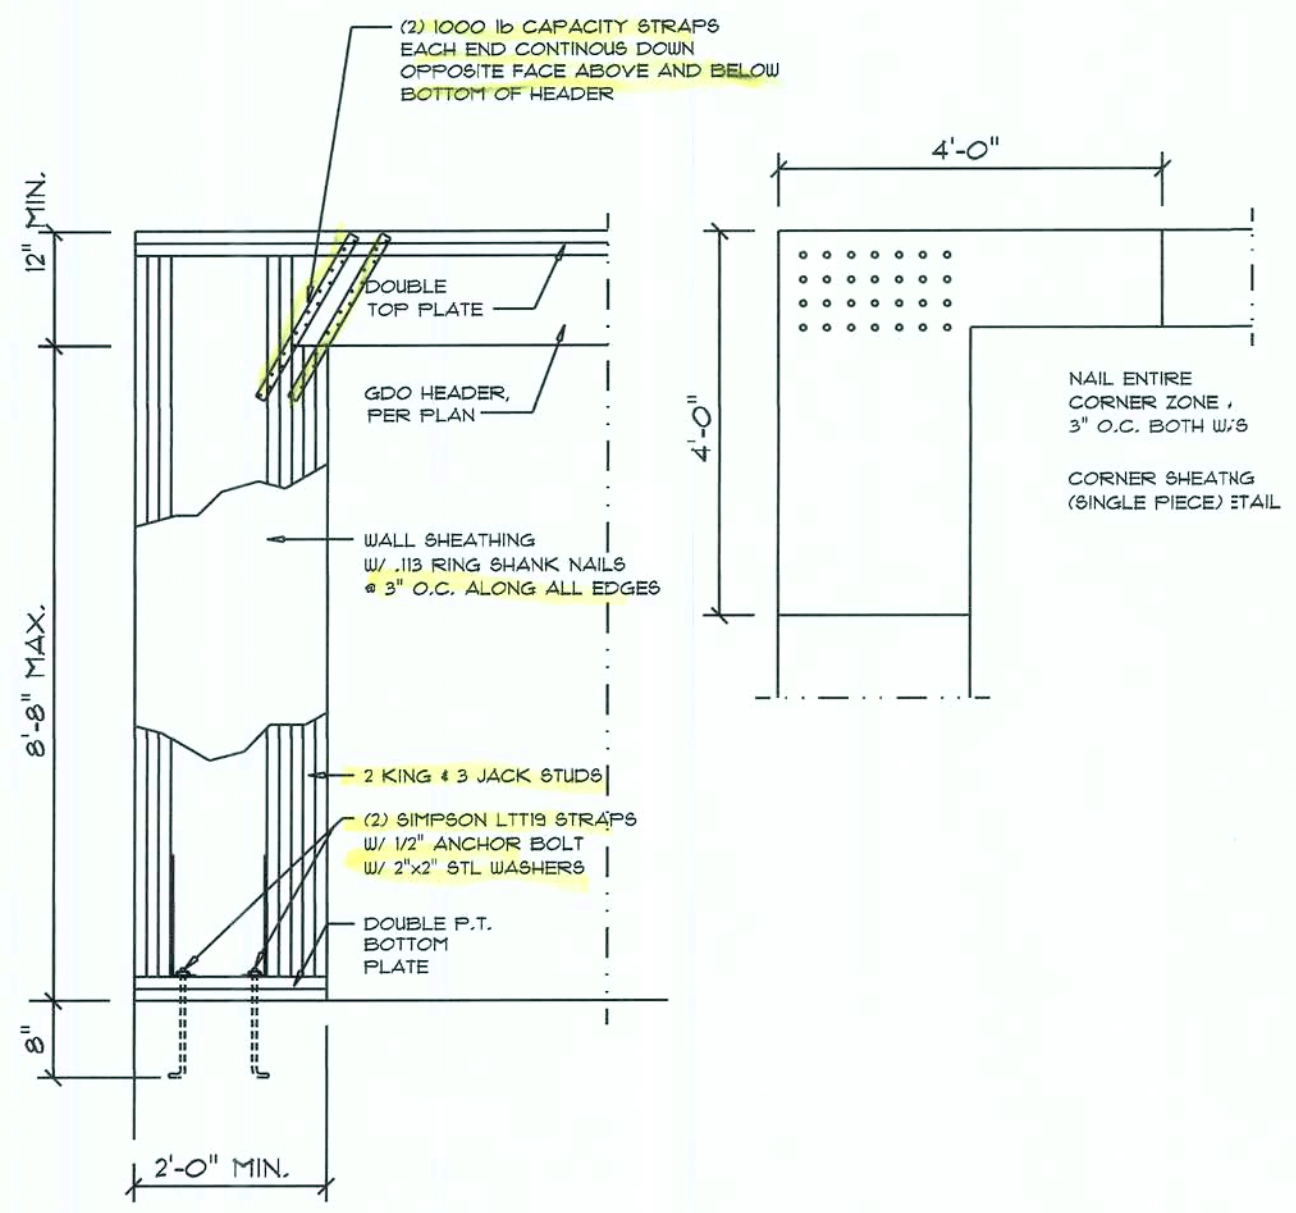 (2) 1000 lb CAPACITY STRAPS
EACH END CONTINOUS DOWN
OPPOSITE FACE ABOVE AND BELOW
BOTTOM OF HEADER
12" MIN.
DOUBLE
TOP PLATE
GDO HEADER,
PER PLAN
WALL SHEATHING
W/ .113 RING SHANK NAILS
@ 3" O.C. ALONG ALL EDGES
8'-8" MAX.
2 KING & 3 JACK STUDS
(2) SIMPSON LTT19 STRAPS
W/ 1/2" ANCHOR BOLT
W/ 2"x2" STL WASHERS
DOUBLE P.T.
BOTTOM
PLATE
8"
2'-0" MIN.
4'-0"
4'-0"
NAIL ENTIRE
CORNER ZONE
3" O.C. BOTH
CORNER
(SINGLE PIECE)